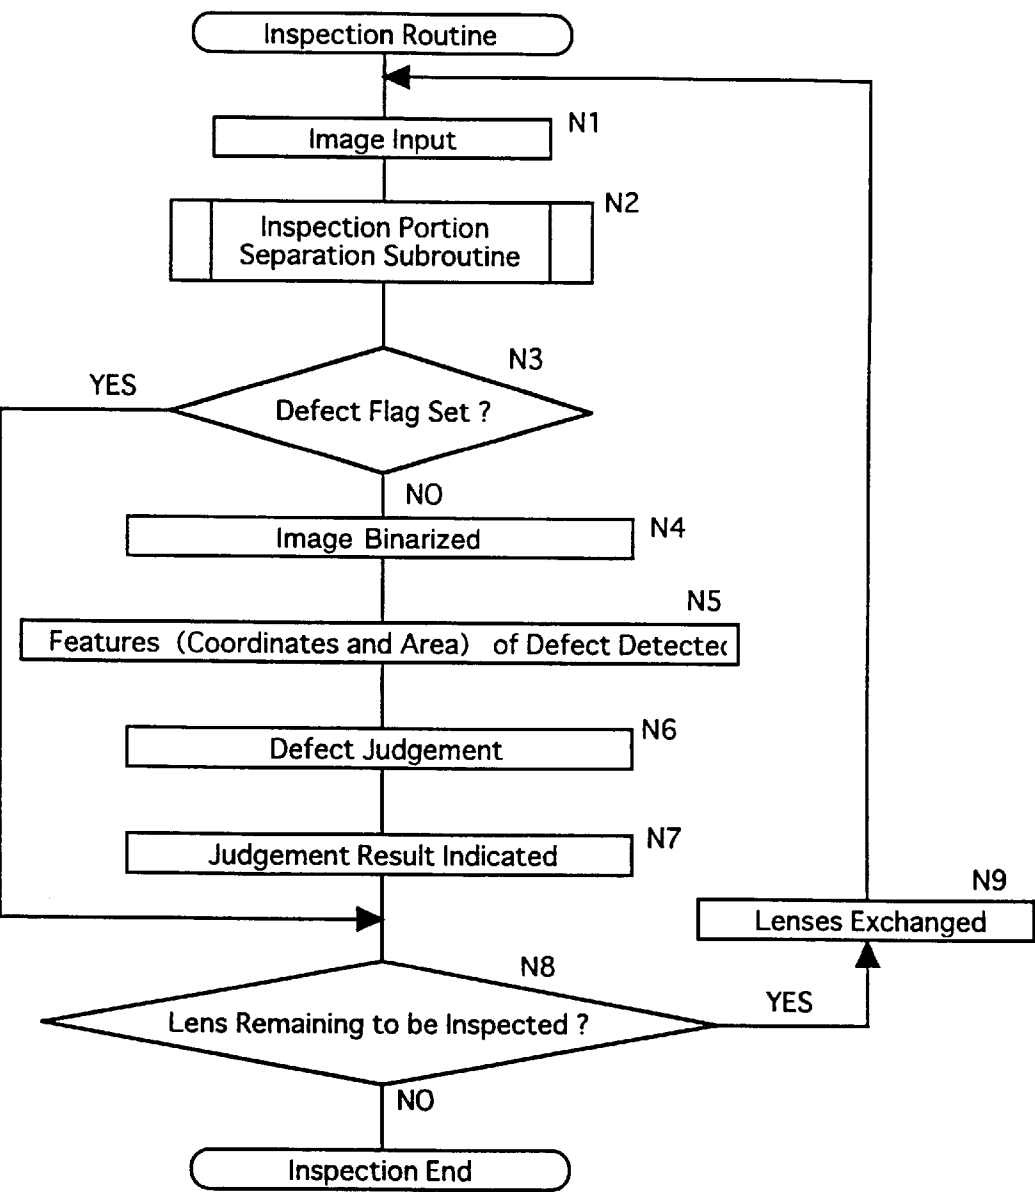 Inspection Routine
N1
Image Input
N2
Inspection Portion
Separation Subroutine
N3
YES
Defect Flag Set ?
NO
N4
Image Binarized
N5
Features (Coordinates and Area) of Defect Detected
N6
Defect Judgement
N7
Judgement Result Indicated
N9
Lenses Exchanged
N8
YES
Lens Remaining to be Inspected ?
NO
Inspection End